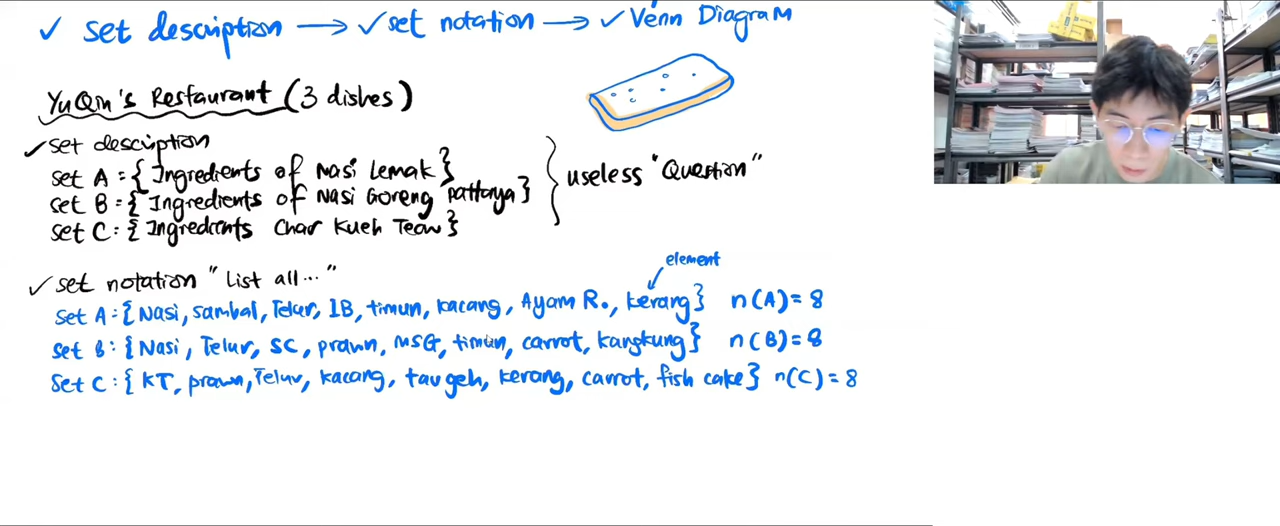 ✓ set description → ✓ set notation → ✓ Venn Diagram
YuQin's Restaurant (3 dishes)
✓ set description
set A = { Ingredients of Nasi Lemak }
set B = { Ingredients of Nasi Goreng Pattaya }
set C : { Ingredients Char Kueh Teow }
useless "Question"
✓ set notation "List all..."
element
set A : { Nasi, sambal, Telur, IB, timun, kacang, Ayam R., kerang } n(A) = 8
set B : { Nasi, Telur, SC, prawn, MSG, timun, carrot, kangkung } n(B) = 8
set C : { KT, prawn, Telur, kacang, taugeh, kerang, carrot, fish cake } n(C) = 8